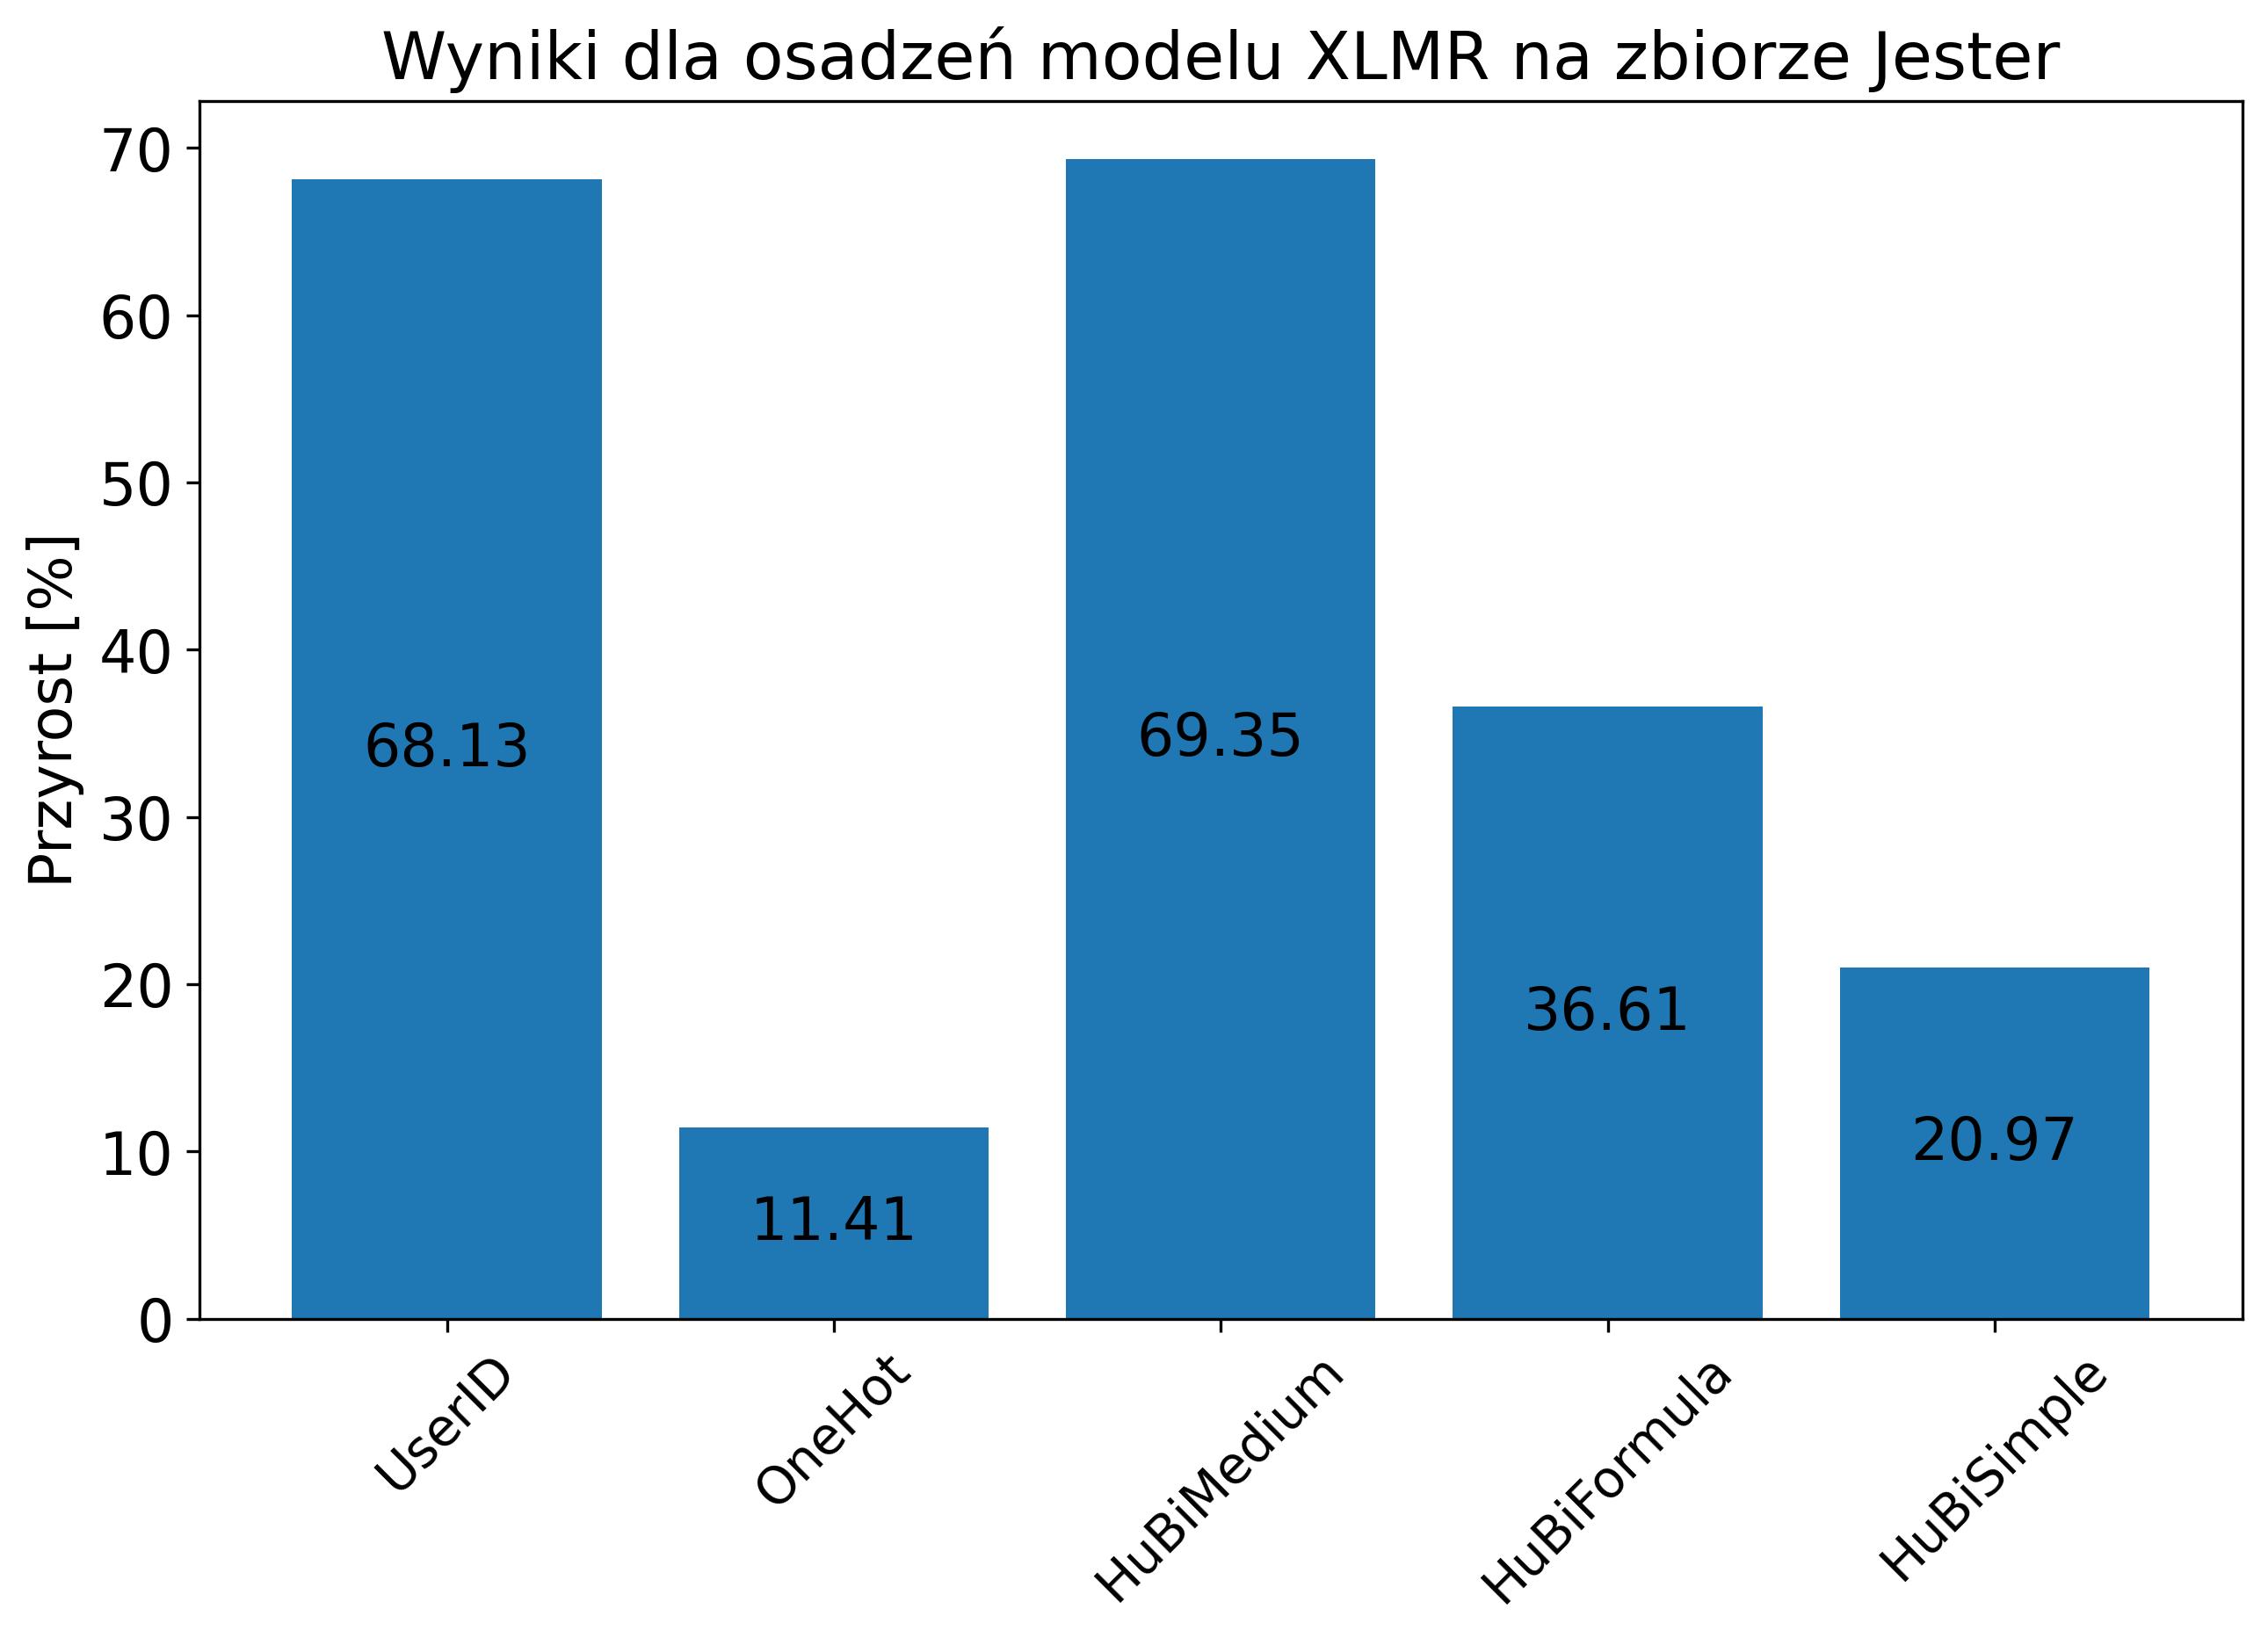 Wyniki dla osadzeń modelu XLMR na zbiorze Jester
Przyrost [%]
70
60
50
40
30
20
10
0
68.13
11.41
69.35
36.61
20.97
UserID
OneHot
HuBiMedium
HuBiFormula
HuBiSimple